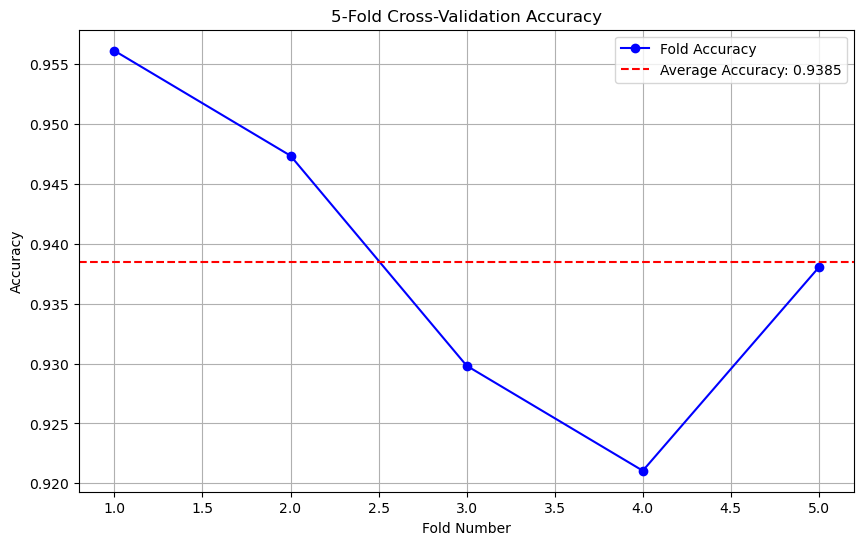 5-Fold Cross-Validation Accuracy
Fold Accuracy
Average Accuracy: 0.9385
Accuracy
0.955
0.950
0.945
0.940
0.935
0.930
0.925
0.920
1.0 1.5 2.0 2.5 3.0 3.5 4.0 4.5 5.0
Fold Number